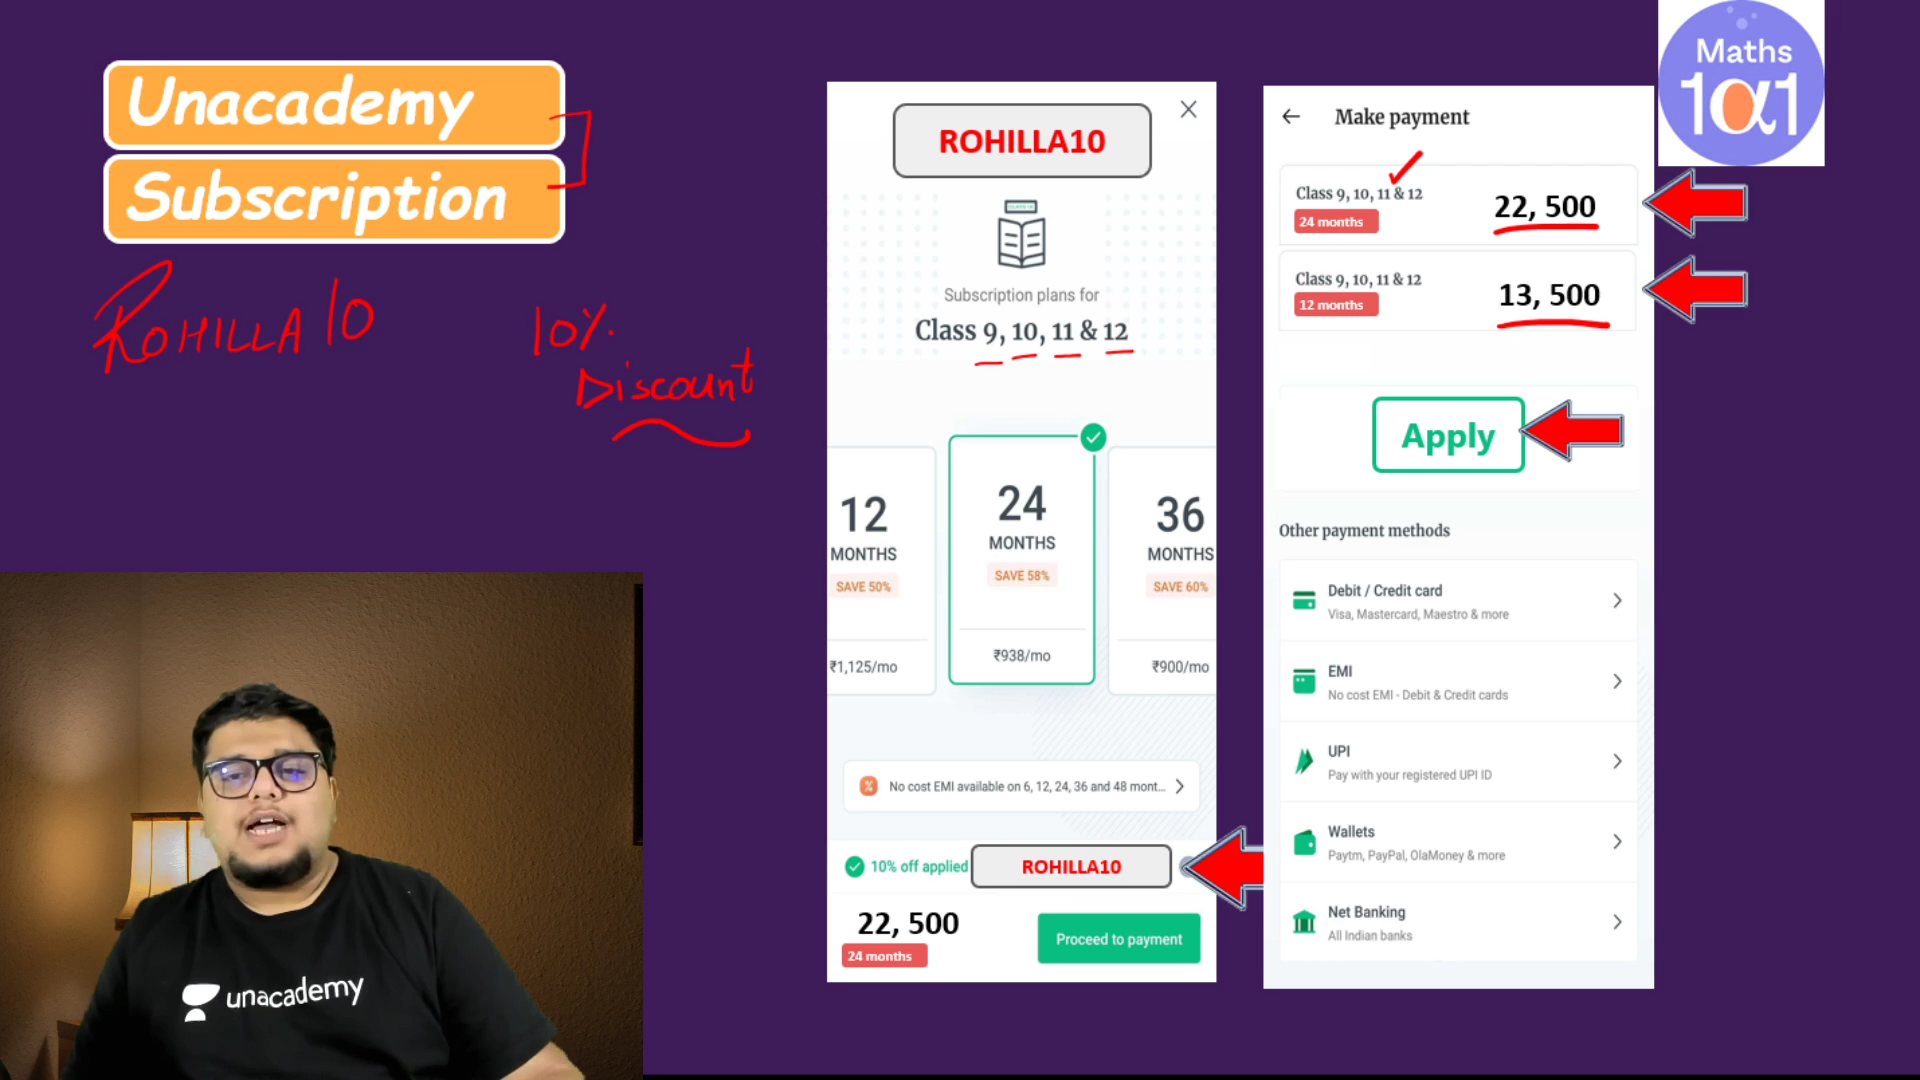 Unacademy
Subscription
ROHILLA10
10%.
Discount
unacademy
ROHILLA10
Subscription plans for
Class 9, 10, 11 & 12
12
MONTHS
SAVE 50%
₹1,125/mo
24
MONTHS
SAVE 58%
₹938/mo
36
MONTHS
SAVE 60%
₹900/mo
No cost EMI available on 6, 12, 24, 36 and 48 mont...
10% off applied ROHILLA10
22, 500
24 months
Proceed to payment
Make payment
Class 9, 10, 11 & 12
24 months
22, 500
Class 9, 10, 11 & 12
12 months
13, 500
Apply
Other payment methods
Debit / Credit card
Visa, Mastercard, Maestro & more
EMI
No cost EMI - Debit & Credit cards
UPI
Pay with your registered UPI ID
Wallets
Paytm, PayPal, OlaMoney & more
Net Banking
All Indian banks
Maths
1α1